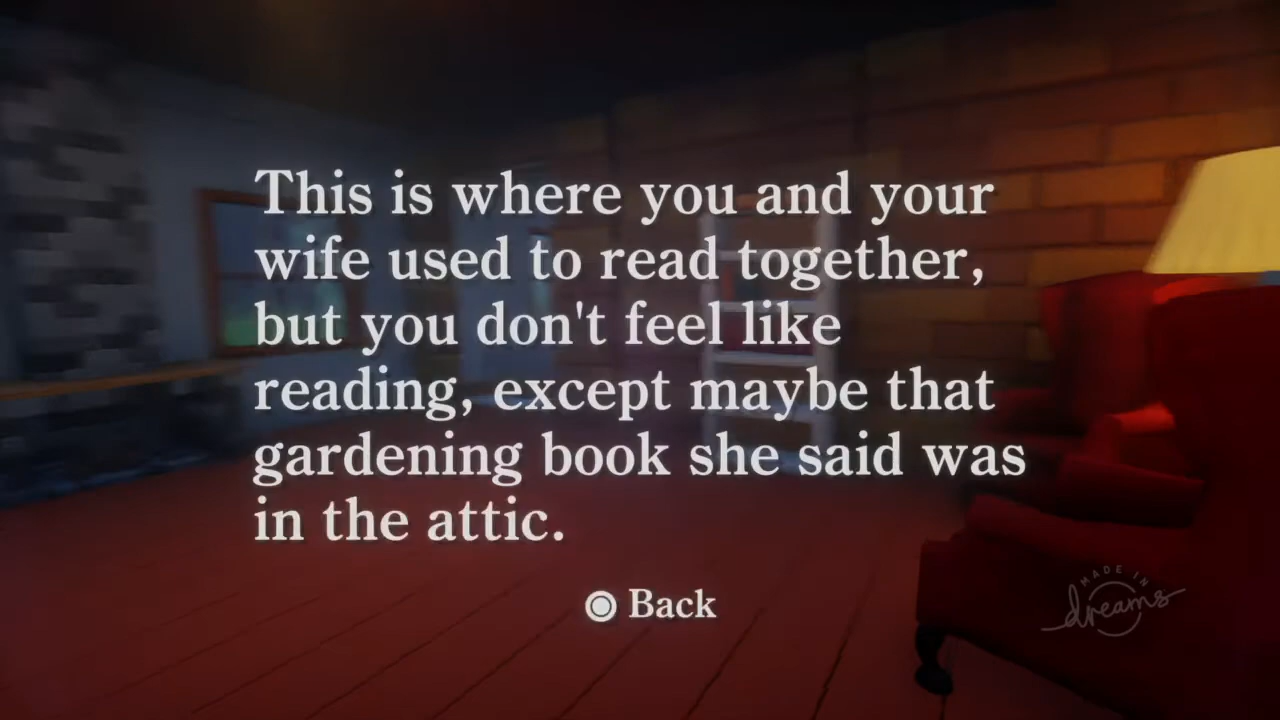 This is where you and your
wife used to read together,
but you don't feel like
reading, except maybe that
gardening book she said was
in the attic.
Back
MADE IN
dreams